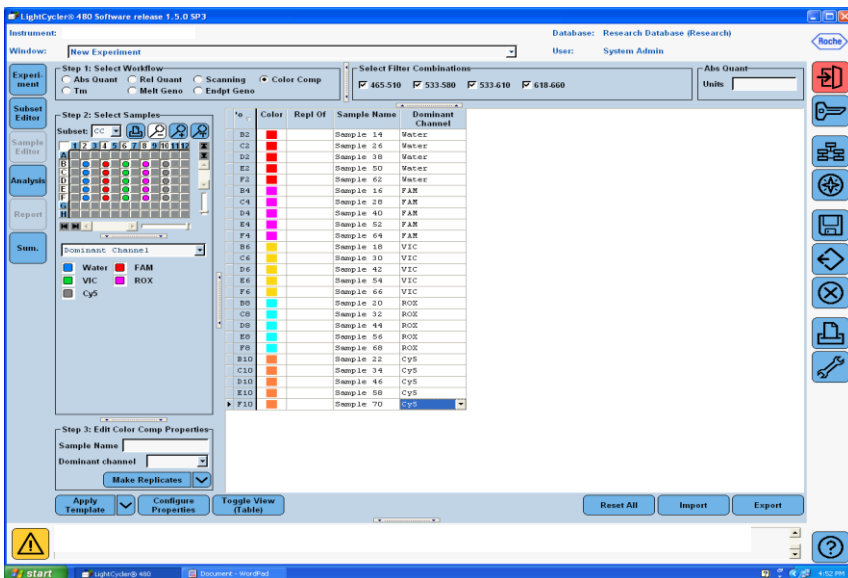 LightCycler® 480 Software release 1.5.0 SP3
Instrument:
Database: Research Database (Research)
Window: New Experiment
User: System Admin
Roche
Experi-
ment
Subset
Editor
Sample
Editor
Analysis
Report
Sum.
Step 1: Select Workflow
Abs Quant Rel Quant Scanning Color Comp
Tm Melt Geno Endpt Geno
Select Filter Combinations
465-510 533-580 533-610 618-660
Abs Quant
Units
Step 2: Select Samples
Subset: CC
1 2 3 4 5 6 7 8 9 10 11 12
A
B
C
D
E
F
G
H
Dominant Channel
Water FAM
VIC ROX
Cy5
Color Repl Of Sample Name Dominant Channel
B2 Sample 14 Water
C2 Sample 26 Water
D2 Sample 38 Water
E2 Sample 50 Water
F2 Sample 62 Water
B4 Sample 16 FAM
C4 Sample 28 FAM
D4 Sample 40 FAM
E4 Sample 52 FAM
F4 Sample 64 FAM
B6 Sample 18 VIC
C6 Sample 30 VIC
D6 Sample 42 VIC
E6 Sample 54 VIC
F6 Sample 66 VIC
B8 Sample 20 ROX
C8 Sample 32 ROX
D8 Sample 44 ROX
E8 Sample 56 ROX
F8 Sample 68 ROX
B10 Sample 22 Cy5
C10 Sample 34 Cy5
D10 Sample 46 Cy5
E10 Sample 58 Cy5
F10 Sample 70 Cy5
Step 3: Edit Color Comp Properties
Sample Name
Dominant channel
Make Replicates
Apply
Template
Configure
Properties
Toggle View
(Table)
Reset All Import Export
start LightCycler® 480 Document - WordPad 4:52 PM